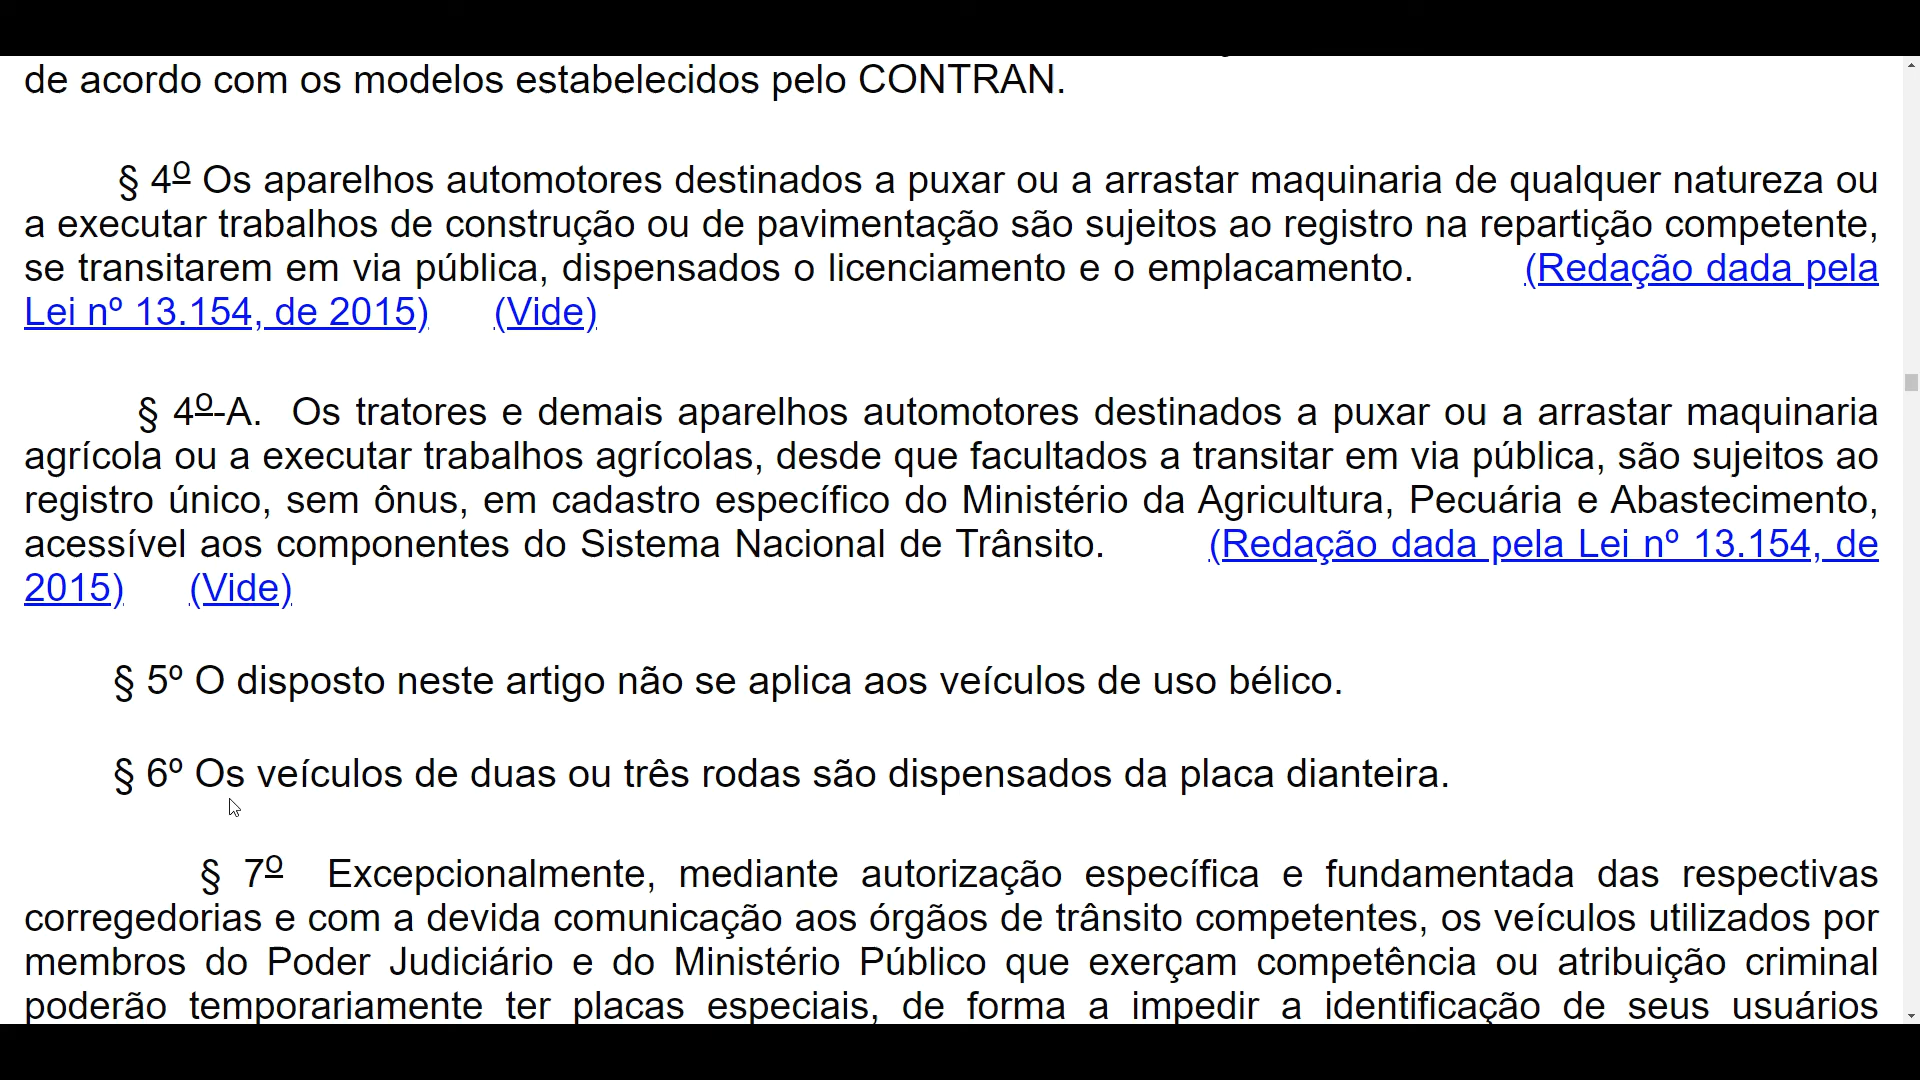 de acordo com os modelos estabelecidos pelo CONTRAN.
§ 4º Os aparelhos automotores destinados a puxar ou a arrastar maquinaria de qualquer natureza ou
a executar trabalhos de construção ou de pavimentação são sujeitos ao registro na repartição competente,
se transitarem em via pública, dispensados o licenciamento e o emplacamento. (Redação dada pela
Lei nº 13.154, de 2015) (Vide)
§ 4º-A. Os tratores e demais aparelhos automotores destinados a puxar ou a arrastar maquinaria
agrícola ou a executar trabalhos agrícolas, desde que facultados a transitar em via pública, são sujeitos ao
registro único, sem ônus, em cadastro específico do Ministério da Agricultura, Pecuária e Abastecimento,
acessível aos componentes do Sistema Nacional de Trânsito. (Redação dada pela Lei nº 13.154, de
2015) (Vide)
§ 5º O disposto neste artigo não se aplica aos veículos de uso bélico.
§ 6º Os veículos de duas ou três rodas são dispensados da placa dianteira.
§ 7º Excepcionalmente, mediante autorização específica e fundamentada das respectivas
corregedorias e com a devida comunicação aos órgãos de trânsito competentes, os veículos utilizados por
membros do Poder Judiciário e do Ministério Público que exerçam competência ou atribuição criminal
poderão temporariamente ter placas especiais, de forma a impedir a identificação de seus usuários